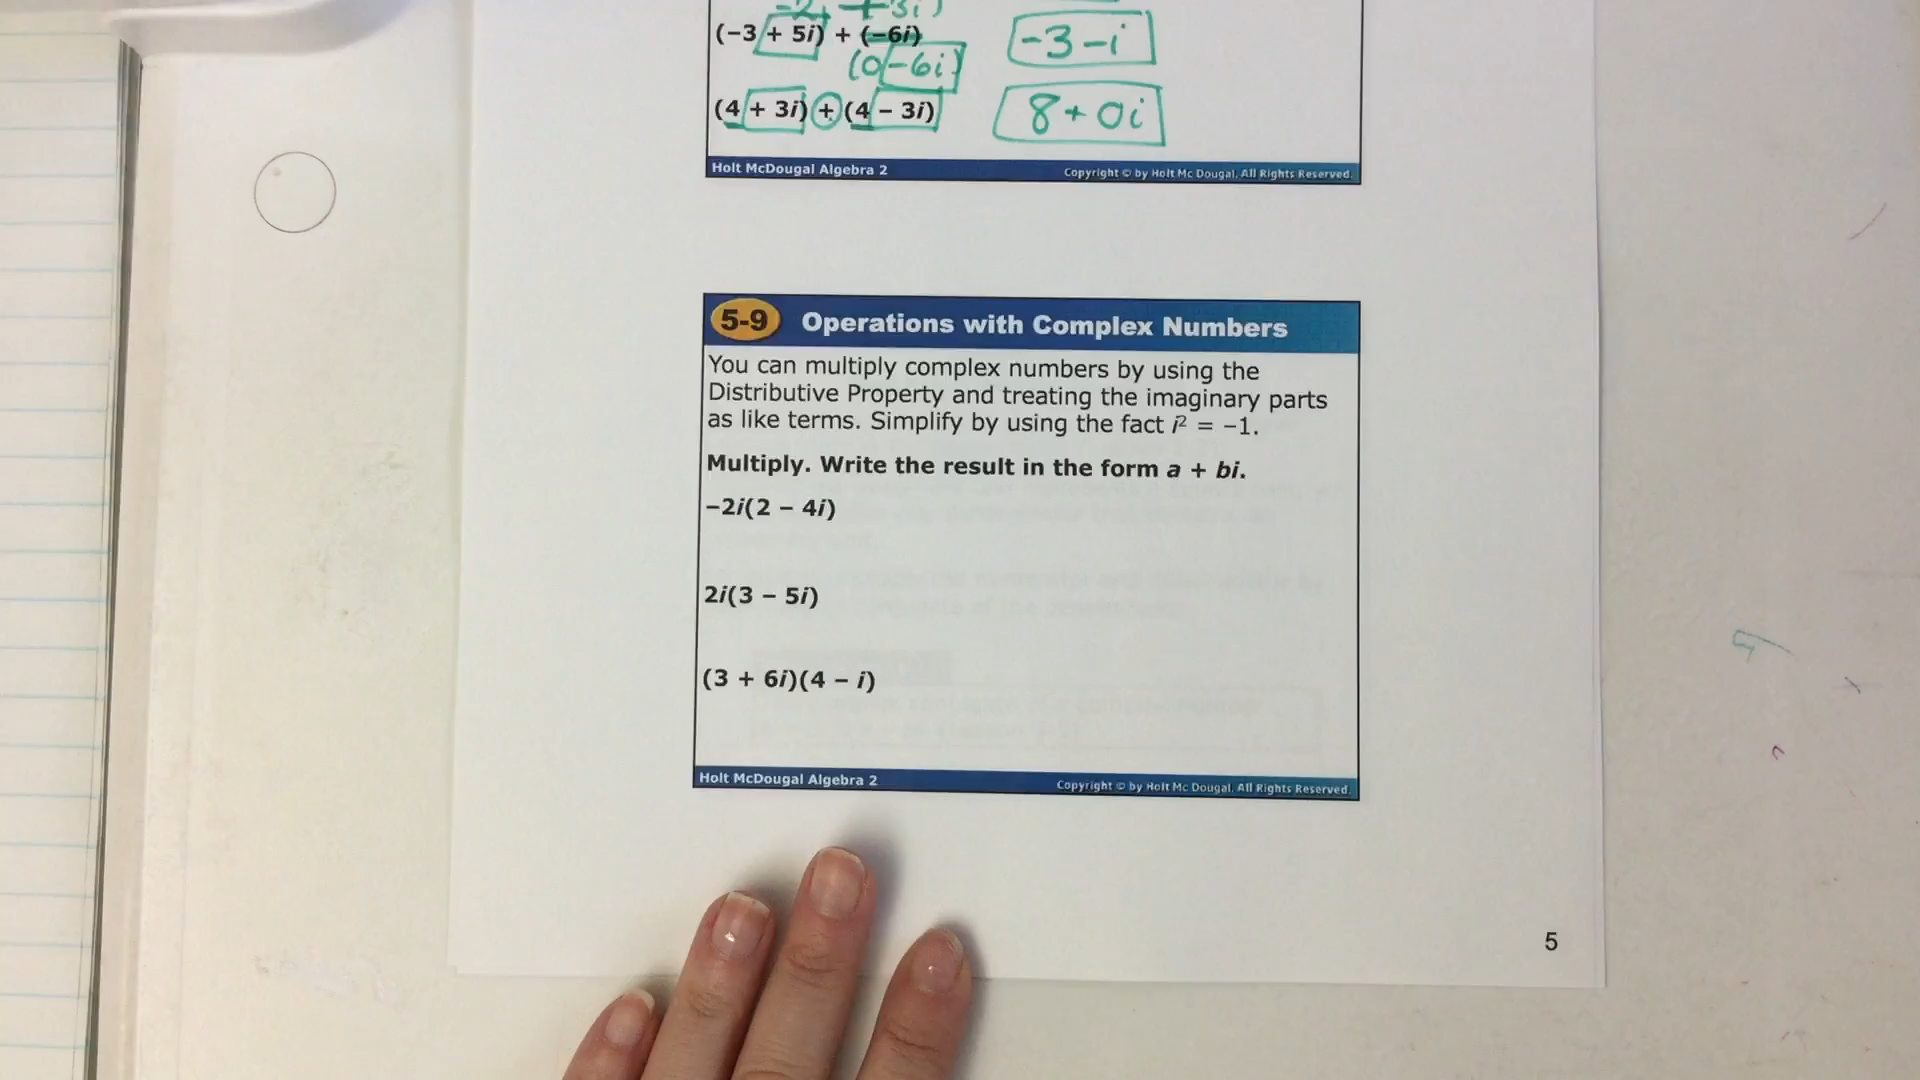 -2i + 3i)
(−3 + 5i) + (−6i) -3 - i
(0 - 6i)
(4 + 3i) + (4 − 3i) 8 + 0i
Holt McDougal Algebra 2 Copyright © by Holt Mc Dougal. All Rights Reserved.
5-9 Operations with Complex Numbers
You can multiply complex numbers by using the
Distributive Property and treating the imaginary parts
as like terms. Simplify by using the fact i² = −1.
Multiply. Write the result in the form a + bi.
−2i(2 − 4i)
2i(3 − 5i)
(3 + 6i)(4 − i)
Holt McDougal Algebra 2 Copyright © by Holt Mc Dougal. All Rights Reserved.
5